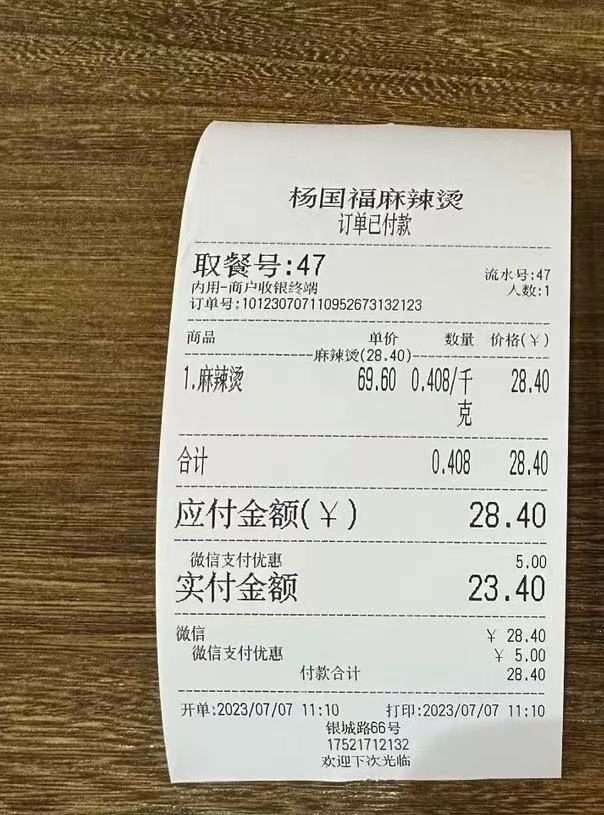 杨国福麻辣烫
订单已付款
取餐号:47 流水号:47
内用-商户收银终端 人数:1
订单号:101230707110952673132123
商品 单价 数量 价格(￥)
麻辣烫(28.40)
1.麻辣烫 69.60 0.408/千克 28.40
合计 0.408 28.40
应付金额(￥) 28.40
微信支付优惠 5.00
实付金额 23.40
微信 ￥ 28.40
微信支付优惠 ￥ 5.00
付款合计 28.40
开单:2023/07/07 11:10 打印:2023/07/07 11:10
银城路66号
17521712132
欢迎下次光临